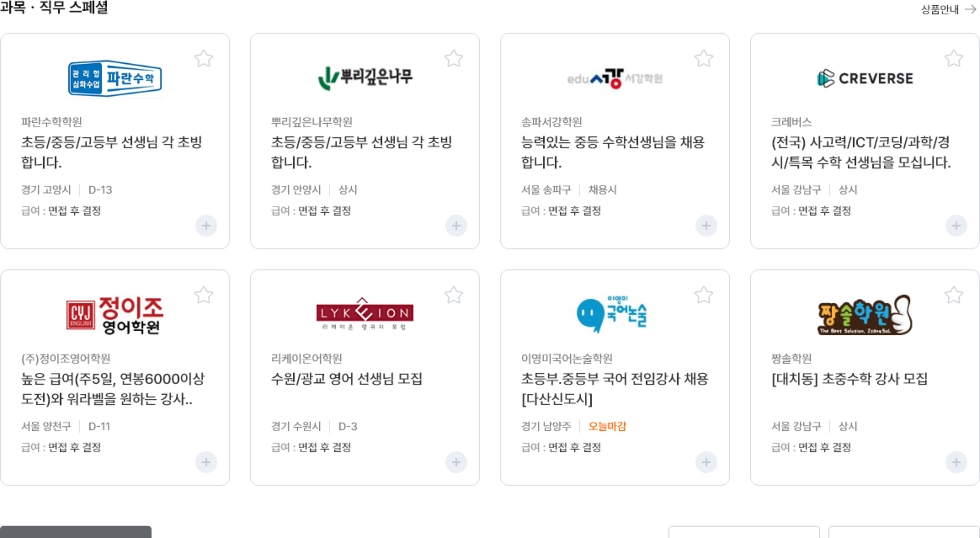 과목 · 직무 스페셜
상품안내
관리형
심화수업
파란수학
파란수학학원
초등/중등/고등부 선생님 각 초빙
합니다.
경기 고양시 D-13
급여 : 면접 후 결정
뿌리깊은나무
뿌리깊은나무학원
초등/중등/고등부 선생님 각 초빙
합니다.
경기 안양시 상시
급여 : 면접 후 결정
edu 서강 서강학원
송파서강학원
능력있는 중등 수학선생님을 채용
합니다.
서울 송파구 채용시
급여 : 면접 후 결정
CREVERSE
크레버스
(전국) 사고력/ICT/코딩/과학/경
시/특목 수학 선생님을 모십니다.
서울 강남구 상시
급여 : 면접 후 결정
CYJ
ENGLISH
정이조
영어학원
(주)정이조영어학원
높은 급여(주5일, 연봉6000이상
도전)와 워라벨을 원하는 강사..
서울 양천구 D-11
급여 : 면접 후 결정
LYKEION
리케이온 랭귀지 포럼
리케이온어학원
수원/광교 영어 선생님 모집
경기 수원시 D-3
급여 : 면접 후 결정
이영미
국어논술
이영미국어논술학원
초등부.중등부 국어 전임강사 채용
[다산신도시]
경기 남양주 오늘마감
급여 : 면접 후 결정
짱솔학원
The Best Solution, ZzangSol
짱솔학원
[대치동] 초중수학 강사 모집
서울 강남구 상시
급여 : 면접 후 결정